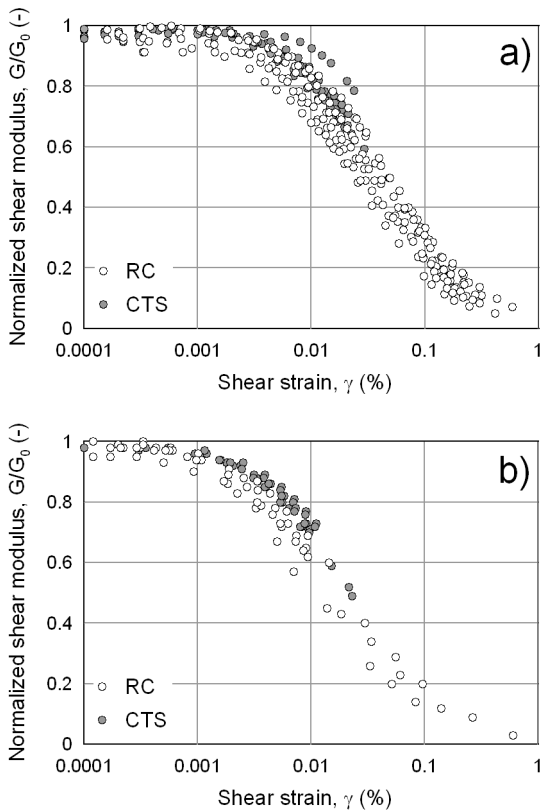 Normalized shear modulus, G/G0 (-)
1
0.8
0.6
0.4
0.2
0
a)
RC
CTS
0.0001 0.001 0.01 0.1 1
Shear strain, γ (%)
Normalized shear modulus, G/G0 (-)
1
0.8
0.6
0.4
0.2
0
b)
RC
CTS
0.0001 0.001 0.01 0.1 1
Shear strain, γ (%)